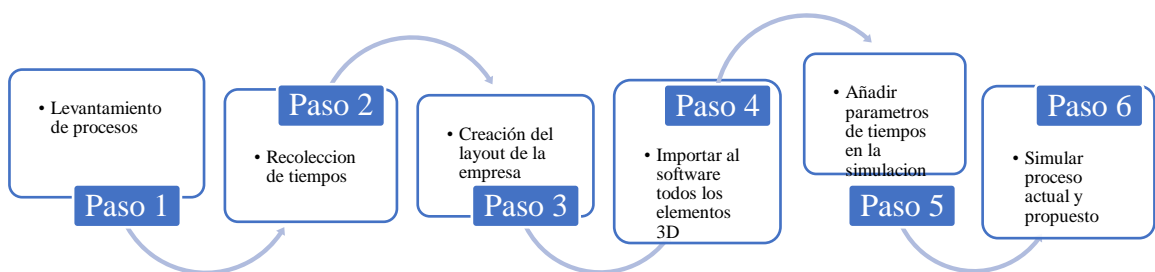 • Levantamiento
de procesos
Paso 1
Paso 2
• Recoleccion
de tiempos
• Creación del
layout de la
empresa
Paso 3
Paso 4
• Importar al
software
todos los
elementos
3D
• Añadir
parametros
de tiempos
en la
simulacion
Paso 5
Paso 6
• Simular
proceso
actual y
propuesto